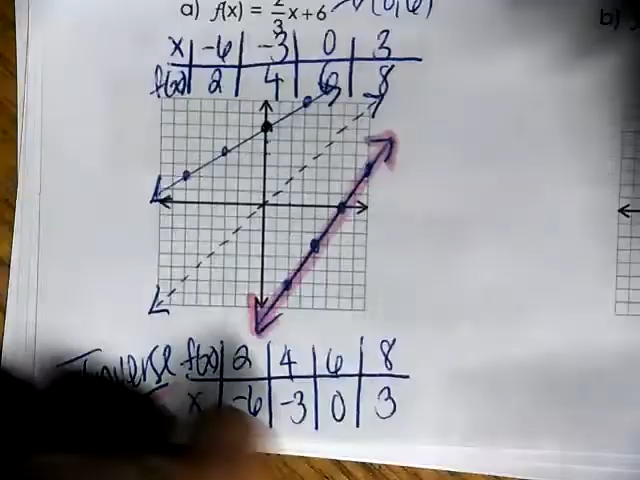 a) f(x) = 2/3 x+6 (0,6) b)
x | -6 | -3 | 0 | 3
f(x) | 2 | 4 | 6 | 8
Inverse f(x) | 2 | 4 | 6 | 8
x | -6 | -3 | 0 | 3